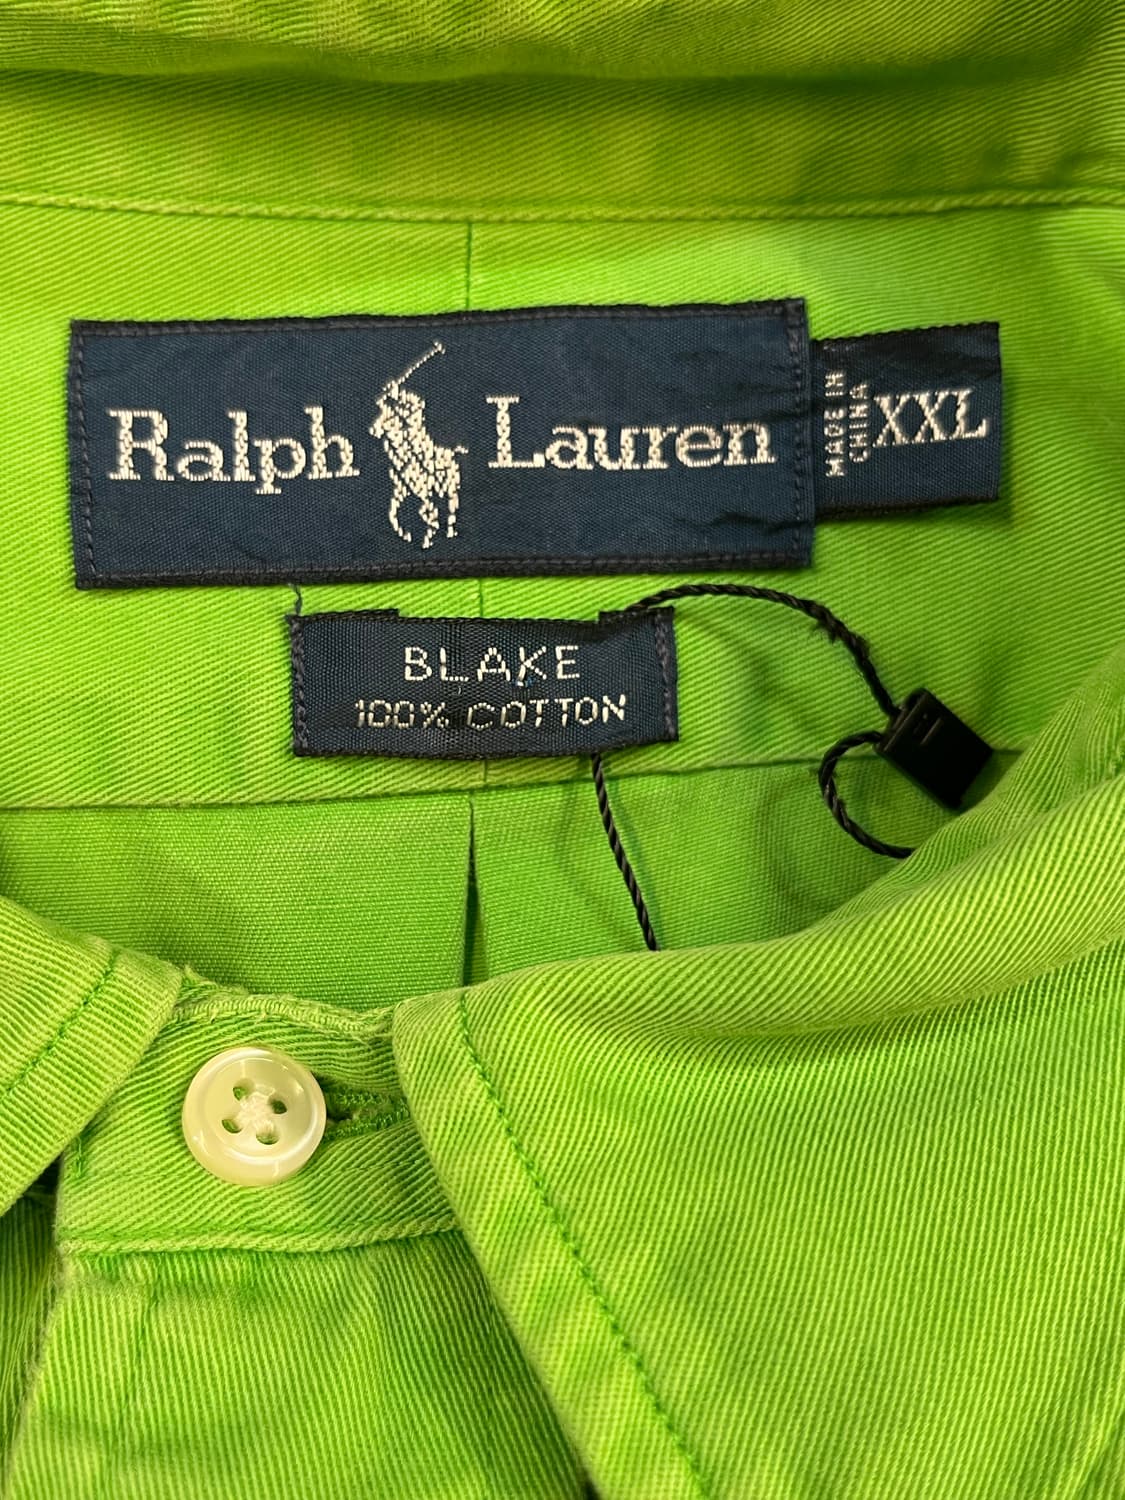 Ralph Lauren
MADE IN
CHINA
XXL
BLAKE
100% COTTON